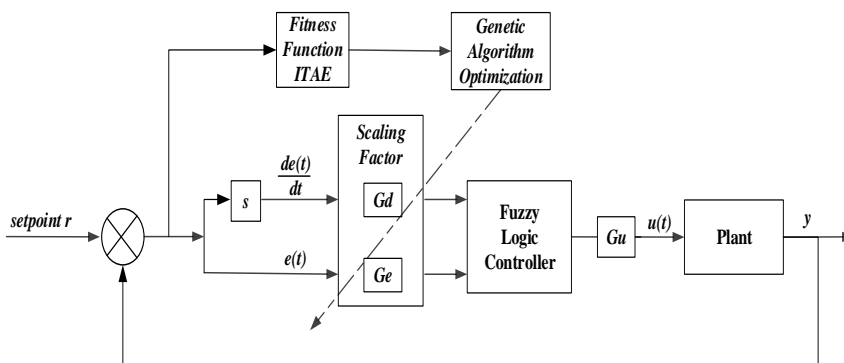 Fitness
Function
ITAE
Genetic
Algorithm
Optimization
Scaling
Factor
de(t)
dt
s
Gd
setpoint r
e(t)
Ge
Fuzzy
Logic
Controller
Gu
u(t)
Plant
y